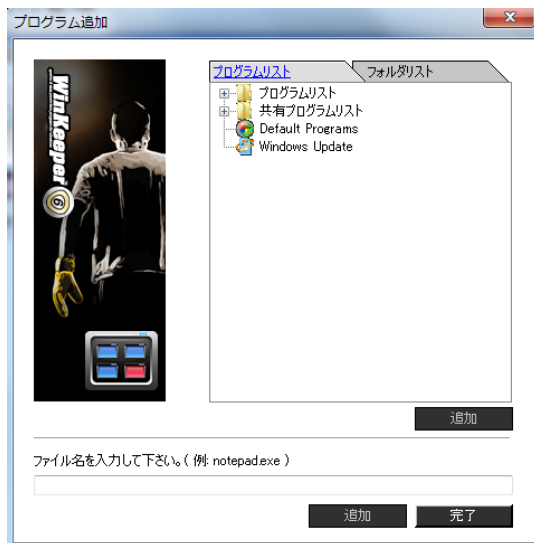 プログラム追加
WinKeeper 6
プログラムリスト
フォルダリスト
プログラムリスト
共有プログラムリスト
Default Programs
Windows Update
追加
ファイル名を入力して下さい。( 例: notepad.exe )
追加
完了